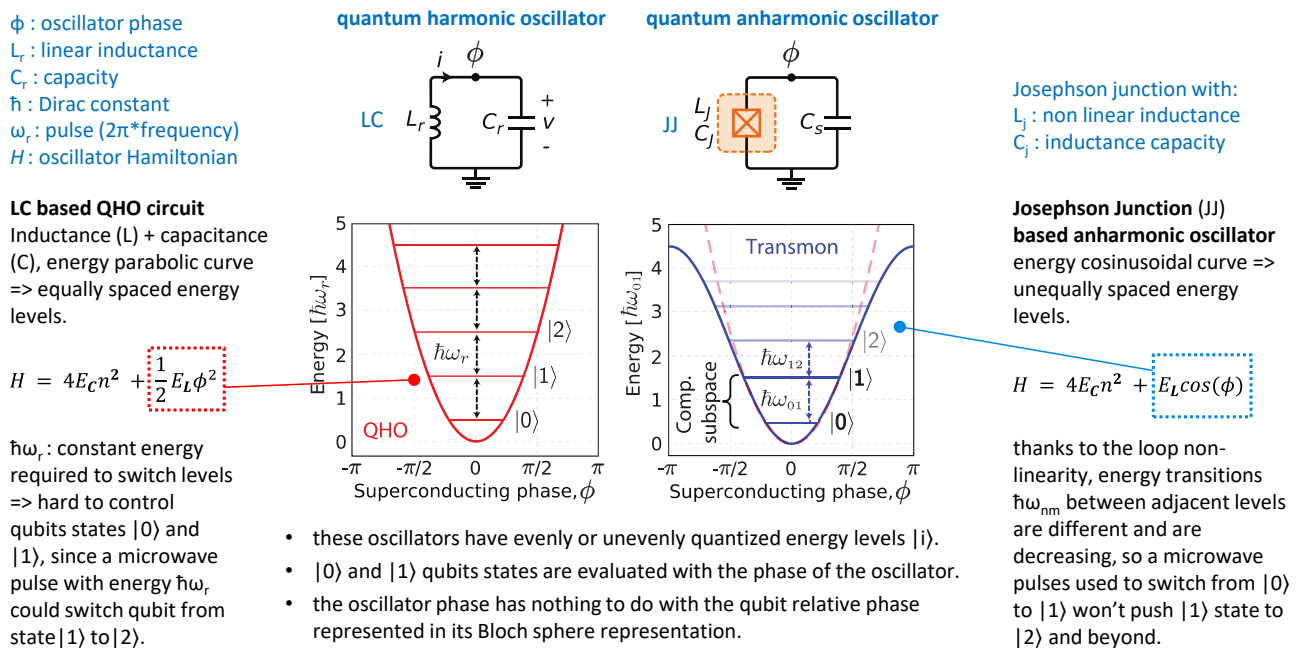 ϕ : oscillator phase
Lr : linear inductance
Cr : capacity
ħ : Dirac constant
ωr : pulse (2π*frequency)
H : oscillator Hamiltonian
quantum harmonic oscillator
ϕ
i
LC
Lr
Cr
+
v
-
quantum anharmonic oscillator
ϕ
JJ
LJ
CJ
Cs
Josephson junction with:
Lj : non linear inductance
Cj : inductance capacity
LC based QHO circuit
Inductance (L) + capacitance
(C), energy parabolic curve
=> equally spaced energy
levels.
H = 4E_C n² + 1/2 E_L ϕ²
ħωr : constant energy
required to switch levels
=> hard to control
qubits states |0⟩ and
|1⟩, since a microwave
pulse with energy ħωr
could switch qubit from
state|1⟩ to|2⟩.
Energy [ħωr]
5
4
3
2
1
0
|2⟩
ħωr
|1⟩
|0⟩
QHO
-π
-π/2
0
π/2
π
Superconducting phase, ϕ
Energy [ħω01]
5
4
3
2
1
0
Transmon
|2⟩
ħω12
|1⟩
Comp.
subspace
ħω01
|0⟩
-π
-π/2
0
π/2
π
Superconducting phase, ϕ
Josephson Junction (JJ)
based anharmonic oscillator
energy cosinusoidal curve =>
unequally spaced energy
levels.
H = 4E_C n² + E_L cos(ϕ)
thanks to the loop non-
linearity, energy transitions
ħωnm between adjacent levels
are different and are
decreasing, so a microwave
pulses used to switch from |0⟩
to |1⟩ won't push |1⟩ state to
|2⟩ and beyond.
• these oscillators have evenly or unevenly quantized energy levels |i⟩.
• |0⟩ and |1⟩ qubits states are evaluated with the phase of the oscillator.
• the oscillator phase has nothing to do with the qubit relative phase
represented in its Bloch sphere representation.